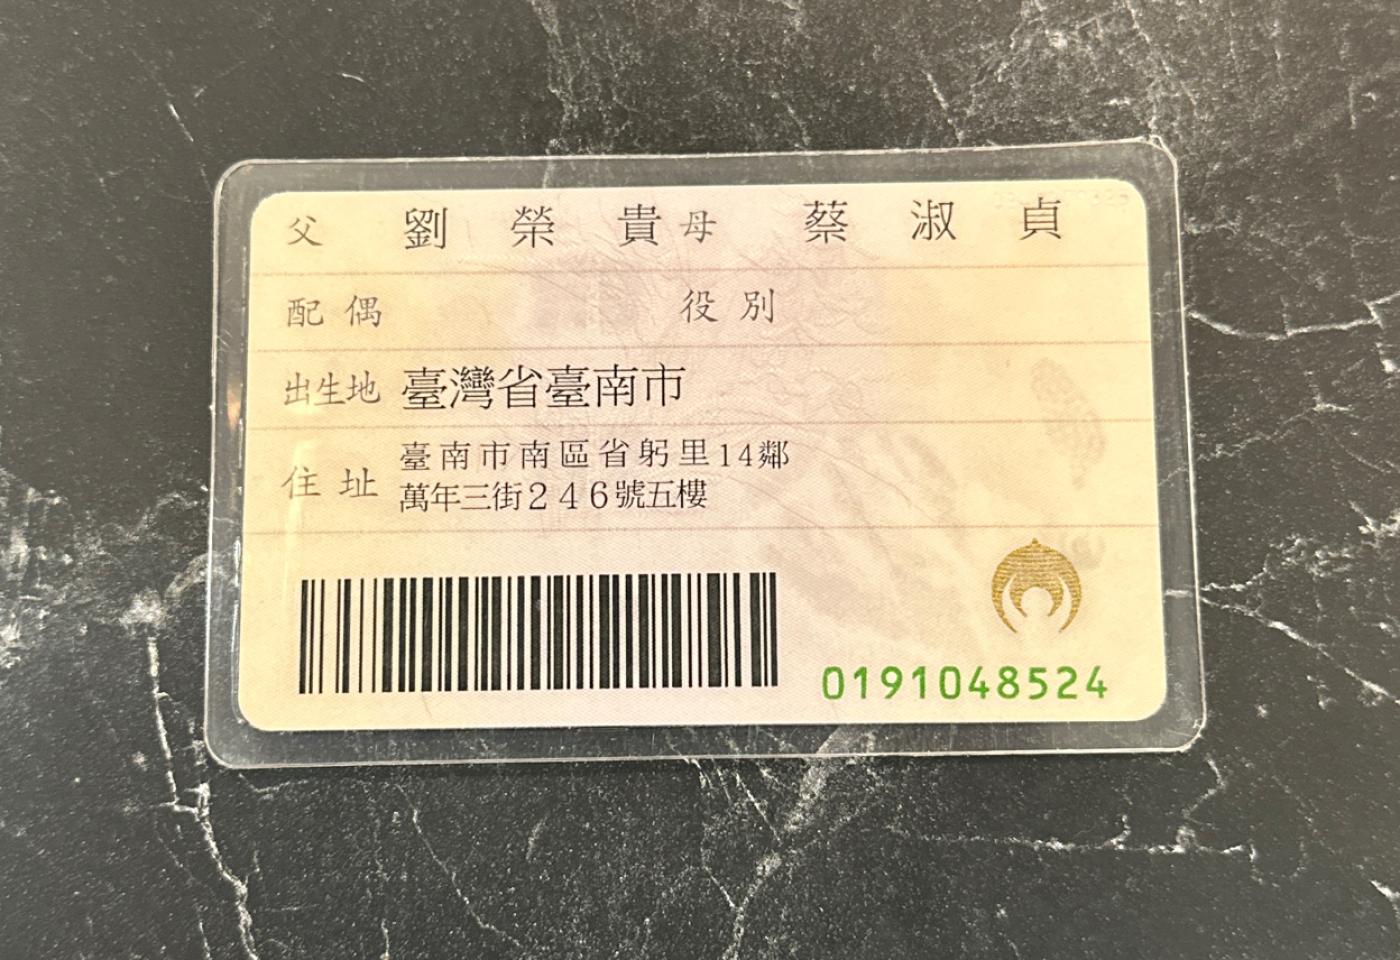 父 劉榮貴 母 蔡淑貞
配偶 役別
出生地 臺灣省臺南市
住址 臺南市南區省躬里14鄰
萬年三街246號五樓
0191048524